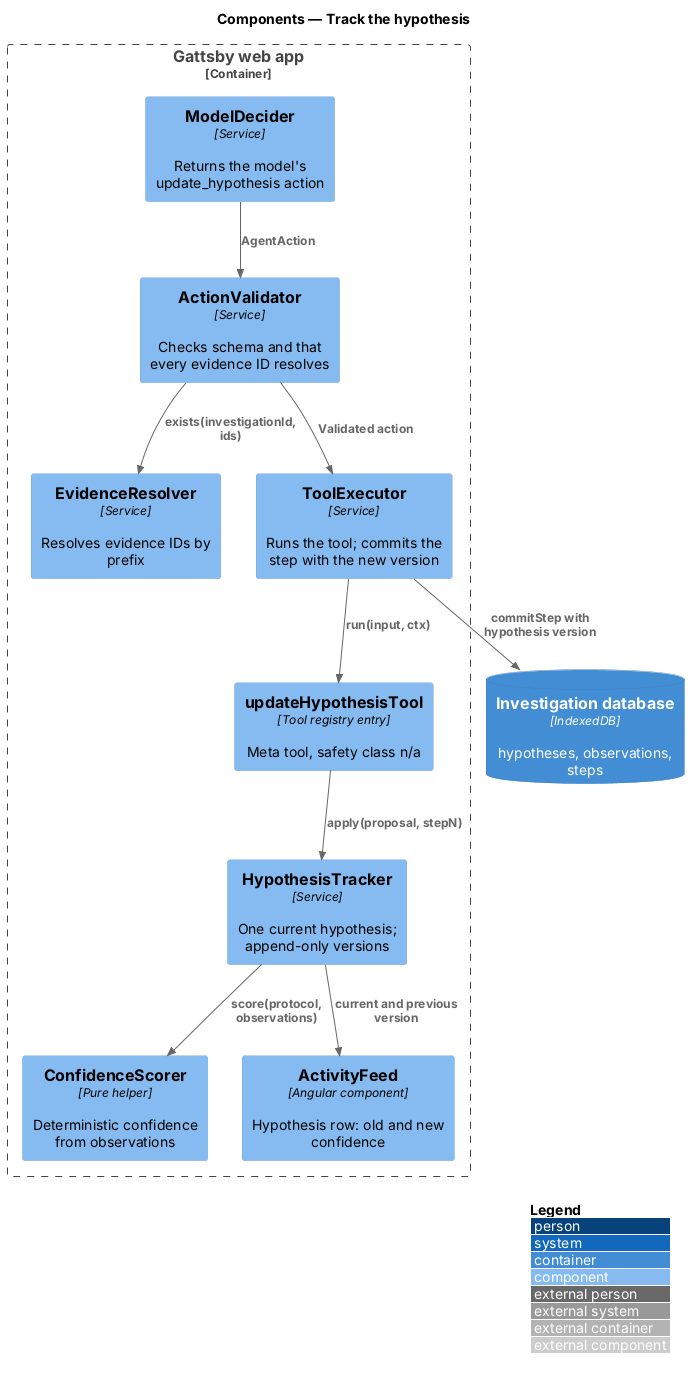 Components — Track the hypothesis
Gattsby web app
[Container]
ModelDecider
[Service]
Returns the model's
update_hypothesis action
AgentAction
ActionValidator
[Service]
Checks schema and that
every evidence ID resolves
exists(investigationId,
ids)
Validated action
EvidenceResolver
[Service]
Resolves evidence IDs by
prefix
ToolExecutor
[Service]
Runs the tool; commits the
step with the new version
run(input, ctx)
commitStep with
hypothesis version
updateHypothesisTool
[Tool registry entry]
Meta tool, safety class n/a
Investigation database
[IndexedDB]
hypotheses, observations,
steps
apply(proposal, stepN)
HypothesisTracker
[Service]
One current hypothesis;
append-only versions
score(protocol,
observations)
current and previous
version
ConfidenceScorer
[Pure helper]
Deterministic confidence
from observations
ActivityFeed
[Angular component]
Hypothesis row: old and new
confidence
Legend
person
system
container
component
external person
external system
external container
external component